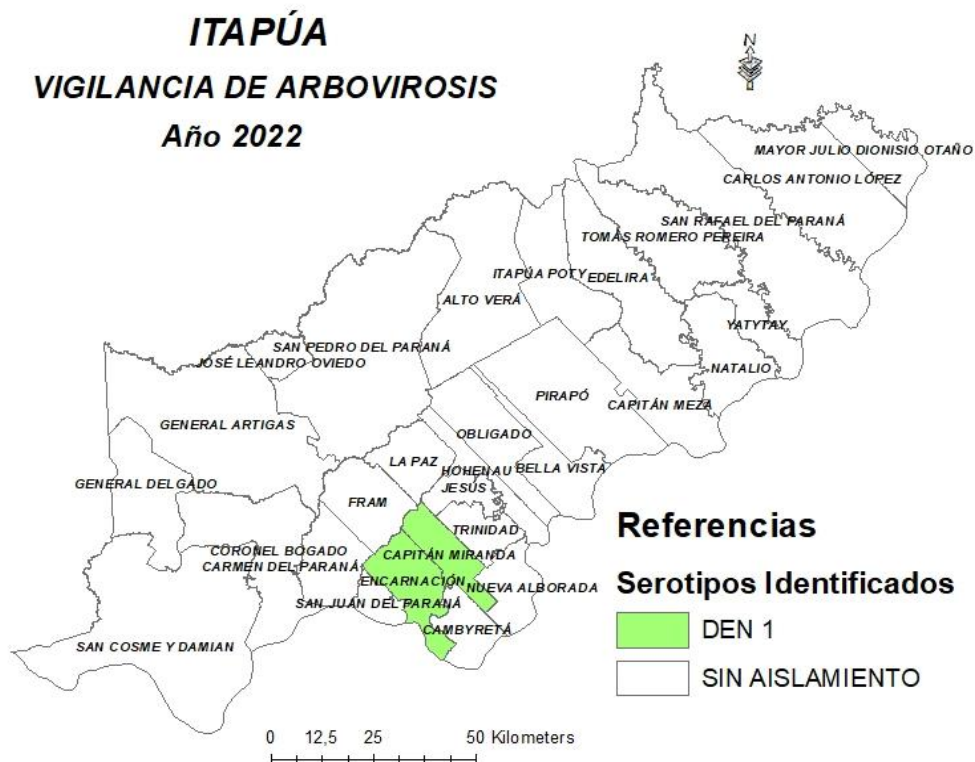 ITAPÚA
VIGILANCIA DE ARBOVIROSIS
Año 2022
N
MAYOR JULIO DIONISIO OTAÑO
CARLOS ANTONIO LÓPEZ
SAN RAFAEL DEL PARANÁ
TOMÁS ROMERO PEREIRA
ITAPÚA POTY
EDELIRA
ALTO VERÁ
YATYTAY
SAN PEDRO DEL PARANÁ
JOSÉ LEANDRO OVIEDO
NATALIO
PIRAPÓ
CAPITÁN MEZA
GENERAL ARTIGAS
OBLIGADO
LA PAZ
HOHENAU
BELLA VISTA
JESÚS
GENERAL DELGADO
FRAM
TRINIDAD
CORONEL BOGADO
CAPITÁN MIRANDA
CARMEN DEL PARANÁ
ENCARNACIÓN
NUEVA ALBORADA
SAN JUAN DEL PARANÁ
CAMBYRETÁ
SAN COSME Y DAMIAN
Referencias
Serotipos Identificados
DEN 1
SIN AISLAMIENTO
0 12,5 25 50 Kilometers